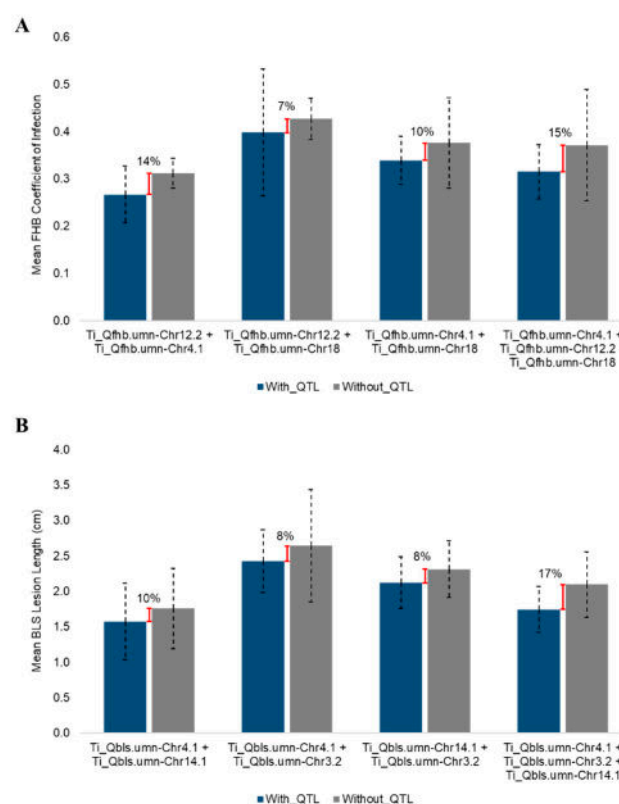 A
Mean FHB Coefficient of Infection
0.6
0.5
0.4
0.3
0.2
0.1
0.0
14%
7%
10%
15%
Ti_Qfhb.umn-Chr12.2 +
Ti_Qfhb.umn-Chr4.1
Ti_Qfhb.umn-Chr12.2 +
Ti_Qfhb.umn-Chr18
Ti_Qfhb.umn-Chr4.1 +
Ti_Qfhb.umn-Chr18
Ti_Qfhb.umn-Chr4.1 +
Ti_Qfhb.umn-Chr12.2
Ti_Qfhb.umn-Chr18
With_QTL Without_QTL
B
Mean BLS Lesion Length (cm)
4.0
3.5
3.0
2.5
2.0
1.5
1.0
0.5
0.0
10%
8%
8%
17%
Ti_Qbls.umn-Chr4.1 +
Ti_Qbls.umn-Chr14.1
Ti_Qbls.umn-Chr4.1 +
Ti_Qbls.umn-Chr3.2
Ti_Qbls.umn-Chr14.1 +
Ti_Qbls.umn-Chr3.2
Ti_Qbls.umn-Chr4.1 +
Ti_Qbls.umn-Chr3.2 +
Ti_Qbls.umn-Chr14.1
With_QTL Without_QTL